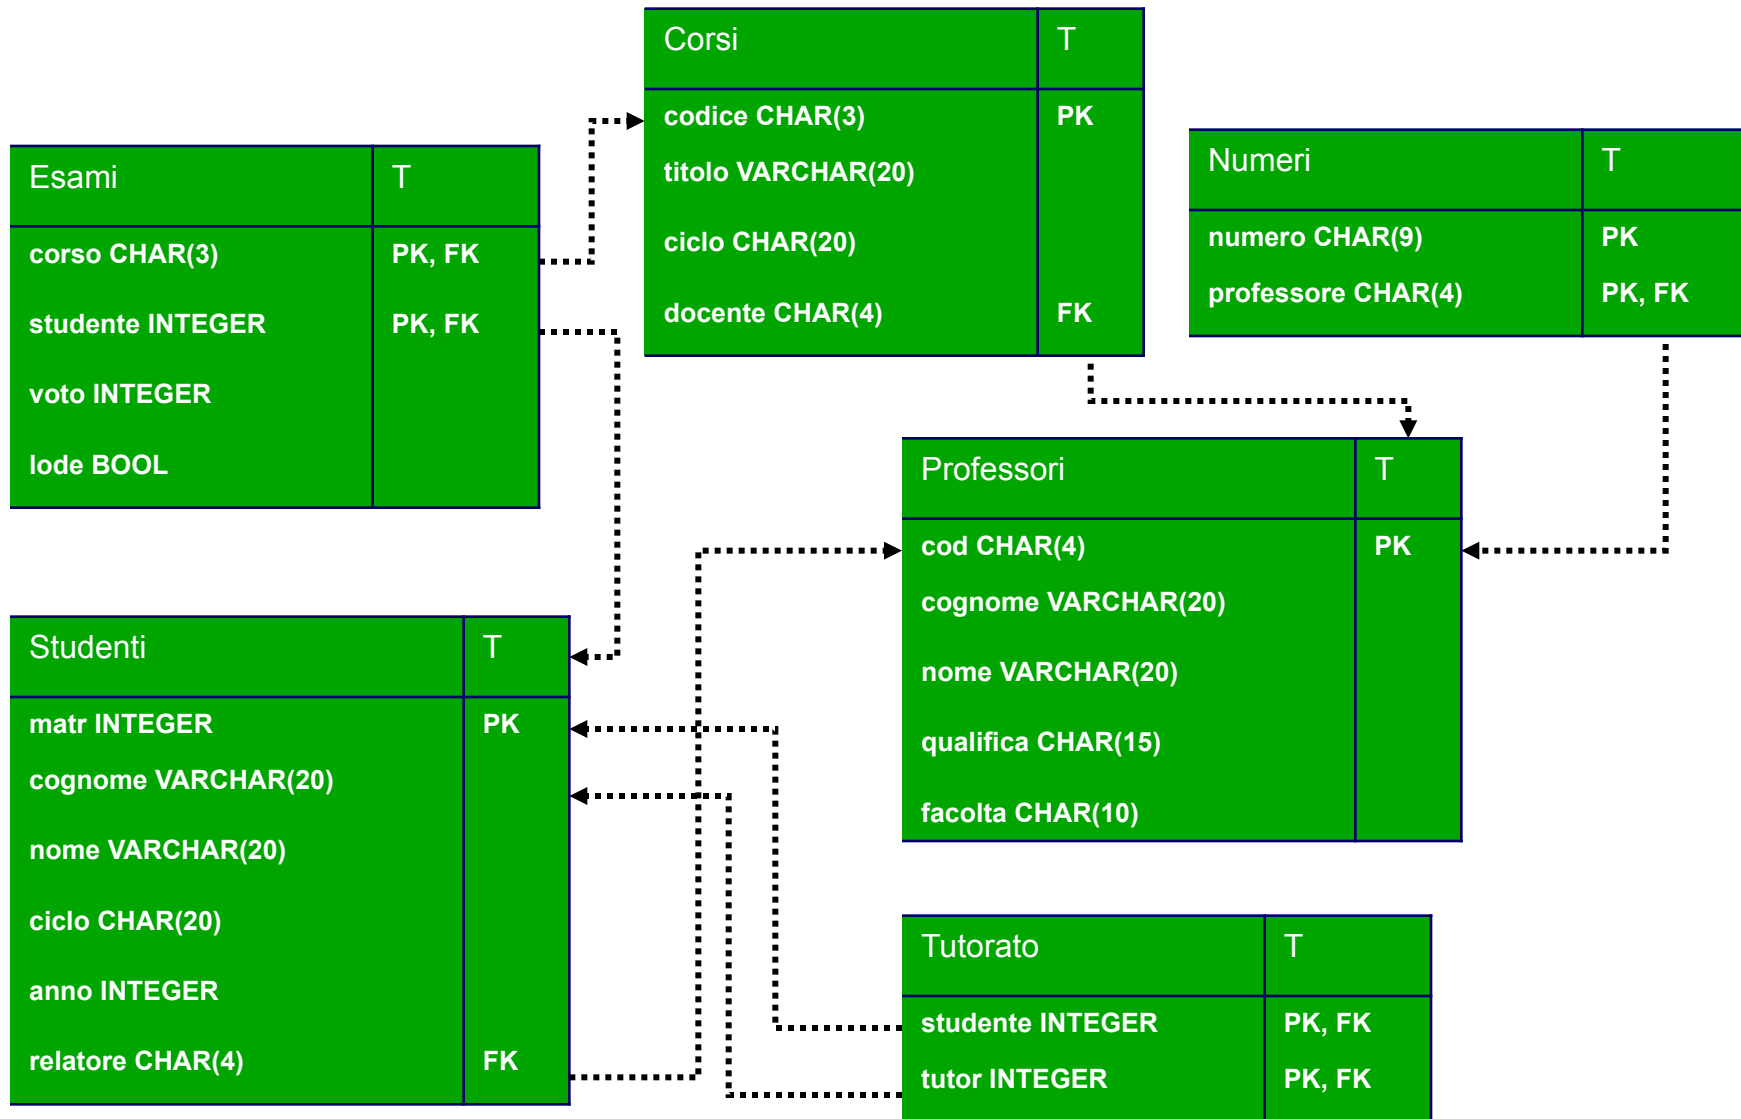 Corsi T
codice CHAR(3) PK
titolo VARCHAR(20)
ciclo CHAR(20)
docente CHAR(4) FK
Esami T
corso CHAR(3) PK, FK
studente INTEGER PK, FK
voto INTEGER
lode BOOL
Numeri T
numero CHAR(9) PK
professore CHAR(4) PK, FK
Professori T
cod CHAR(4) PK
cognome VARCHAR(20)
nome VARCHAR(20)
qualifica CHAR(15)
facolta CHAR(10)
Studenti T
matr INTEGER PK
cognome VARCHAR(20)
nome VARCHAR(20)
ciclo CHAR(20)
anno INTEGER
relatore CHAR(4) FK
Tutorato T
studente INTEGER PK, FK
tutor INTEGER PK, FK